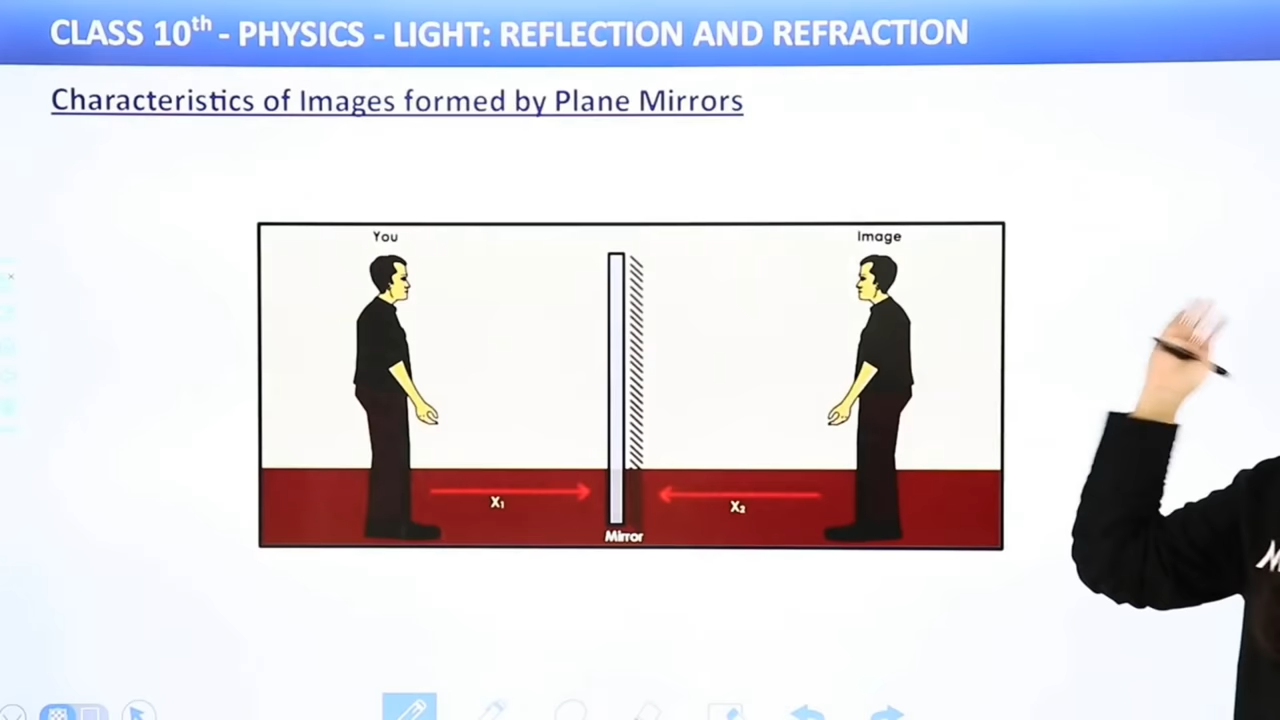 CLASS 10th - PHYSICS - LIGHT: REFLECTION AND REFRACTION
Characteristics of Images formed by Plane Mirrors
You
Image
X₁
X₂
Mirror